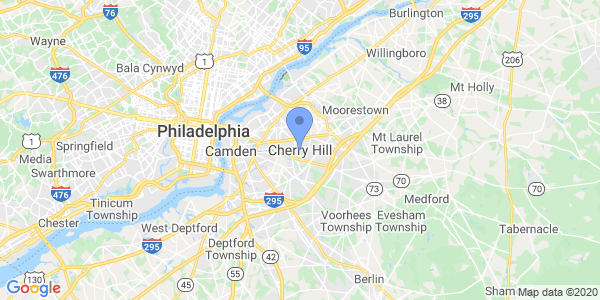 76
Burlington
Wayne
295
95
Willingboro
Bala Cynwyd
1
206
476
Mt Holly
38
Moorestown
Philadelphia
1
Springfield
Camden
Cherry Hill
Mt Laurel
Township
Media
Swarthmore
476
73
70
70
Medford
Tinicum
Township
295
Chester
West Deptford
Voorhees
Township
Evesham
Township
Tabernacle
Deptford
Township
295
42
55
130
Berlin
Google
Sham
Map data ©2020